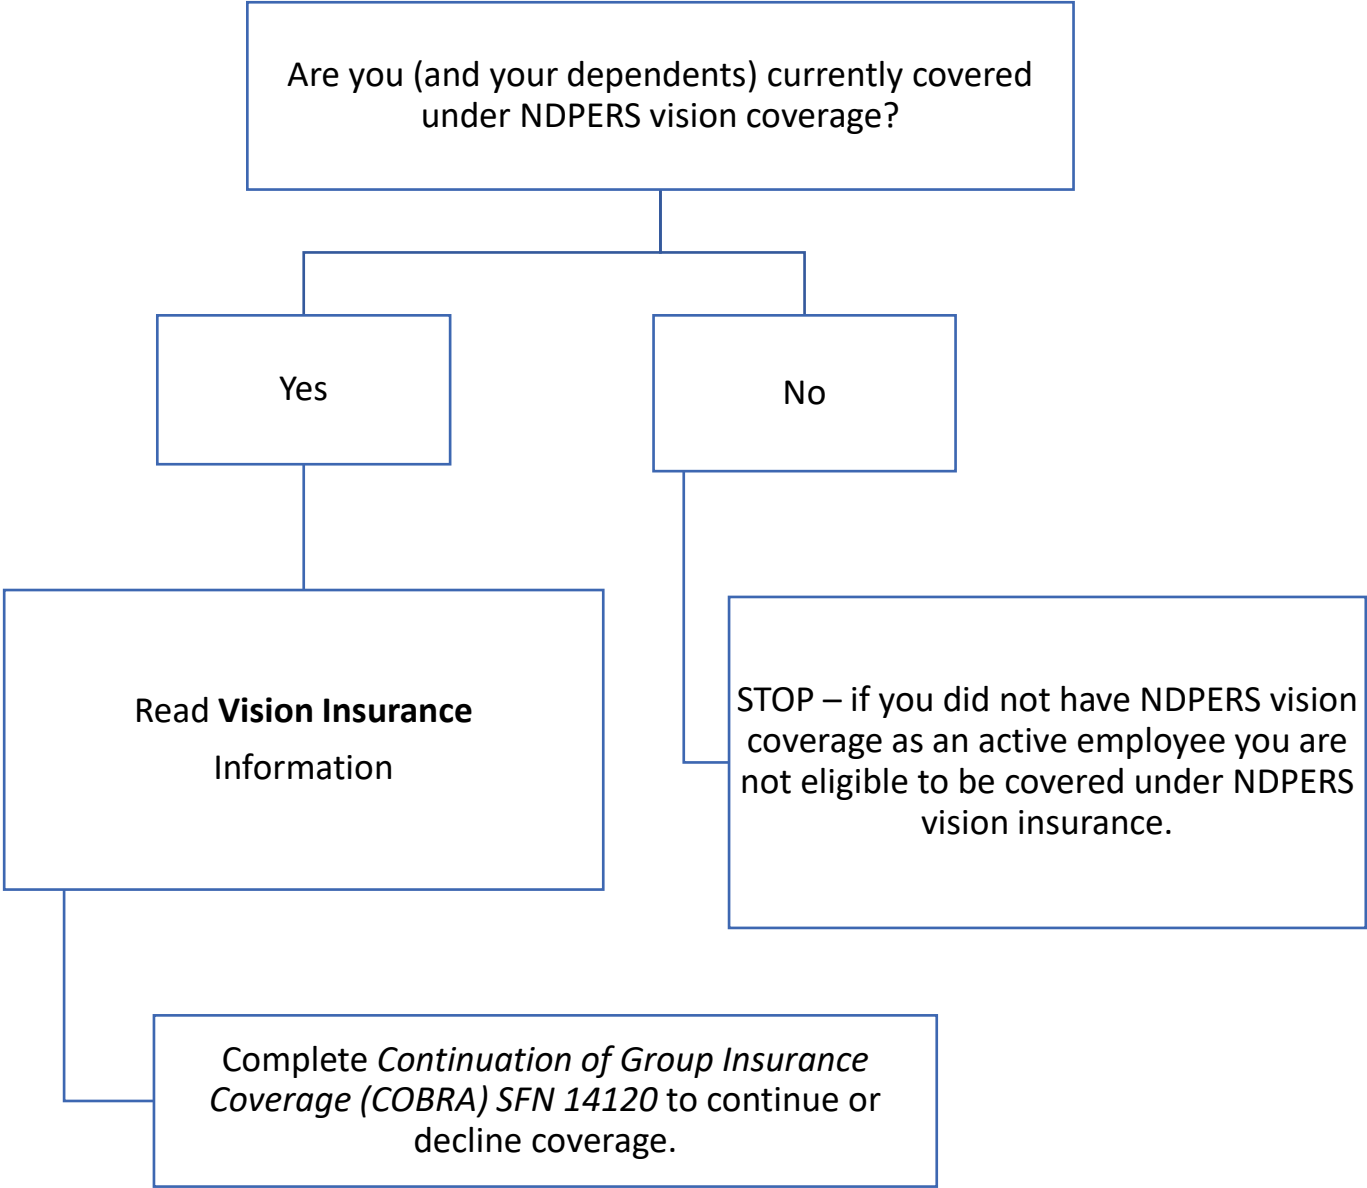 Are you (and your dependents) currently covered
under NDPERS vision coverage?
Yes
No
Read Vision Insurance
Information
STOP – if you did not have NDPERS vision
coverage as an active employee you are
not eligible to be covered under NDPERS
vision insurance.
Complete Continuation of Group Insurance
Coverage (COBRA) SFN 14120 to continue or
decline coverage.